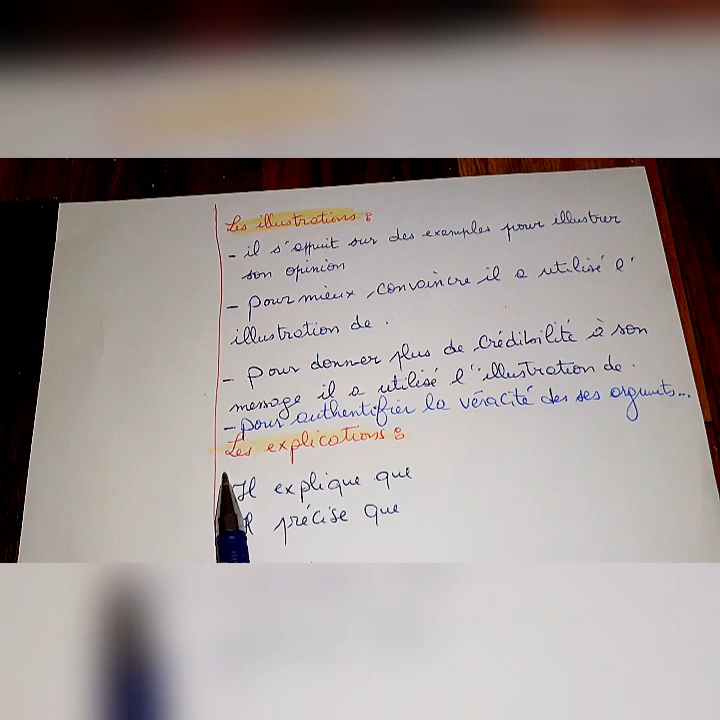 Les illustrations :
- il s'appuit sur des exemples pour illustrer
son opinion
- pour mieux convaincre il a utilisé l'
illustration de.
- pour donner plus de crédibilité à son
message il a utilisé l'illustration de.
- pour authentifier la véracité des ses arguments...
Les explications :
Il explique que
Il précise que